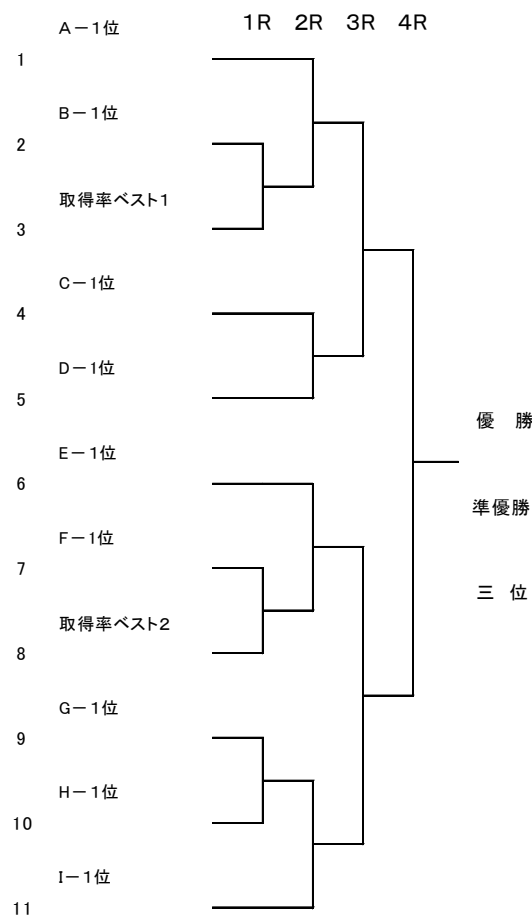 A－1位
1R 2R 3R 4R
1
B－1位
2
取得率ベスト1
3
C－1位
4
D－1位
5
優　勝
E－1位
6
準優勝
F－1位
7
三　位
取得率ベスト2
8
G－1位
9
H－1位
10
I－1位
11